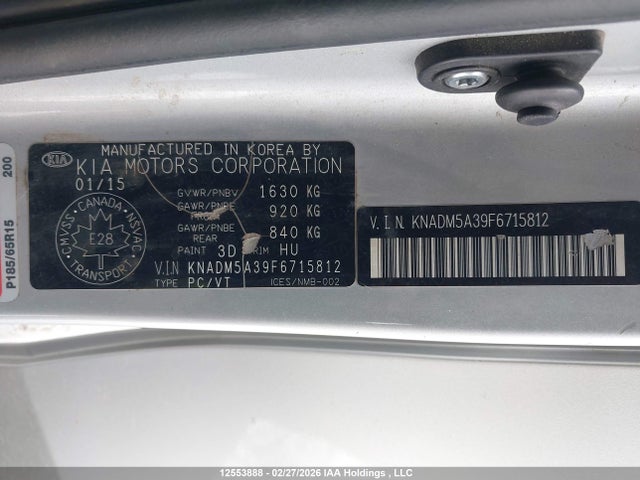 P185/65R15 200
KIA
MANUFACTURED IN KOREA BY
KIA MOTORS CORPORATION
01/15
GVWR/PNBV 1630 KG
GAWR/PNBE FRONT 920 KG
GAWR/PNBE REAR 840 KG
PAINT 3D TRIM HU
V.I.N KNADM5A39F6715812
TYPE PC/VT ICES/NMB-002
CANADA
MVSS NSVAC
E28
TRANSPORT
V.I.N. KNADM5A39F6715812
12553888 - 02/27/2026 IAA Holdings , LLC